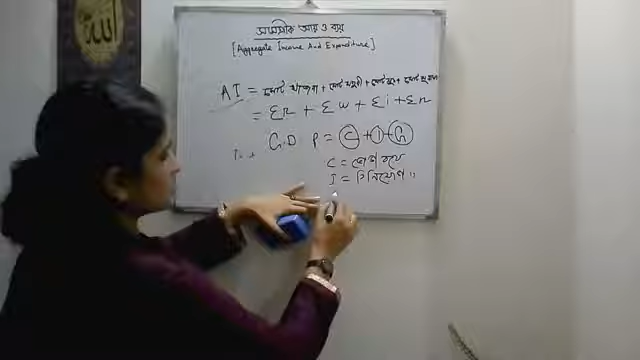 সামগ্রিক আয় ও ব্যয়
[Aggregate Income And Expenditure]
AI = মোট খাজনা + মোট মজুরী + মোট সুদ + মোট মুনাফা
= Σr + Σw + Σi + Σπ
G.D.P = C + I + G
C = ভোগ ব্যয়
I = বিনিয়োগ